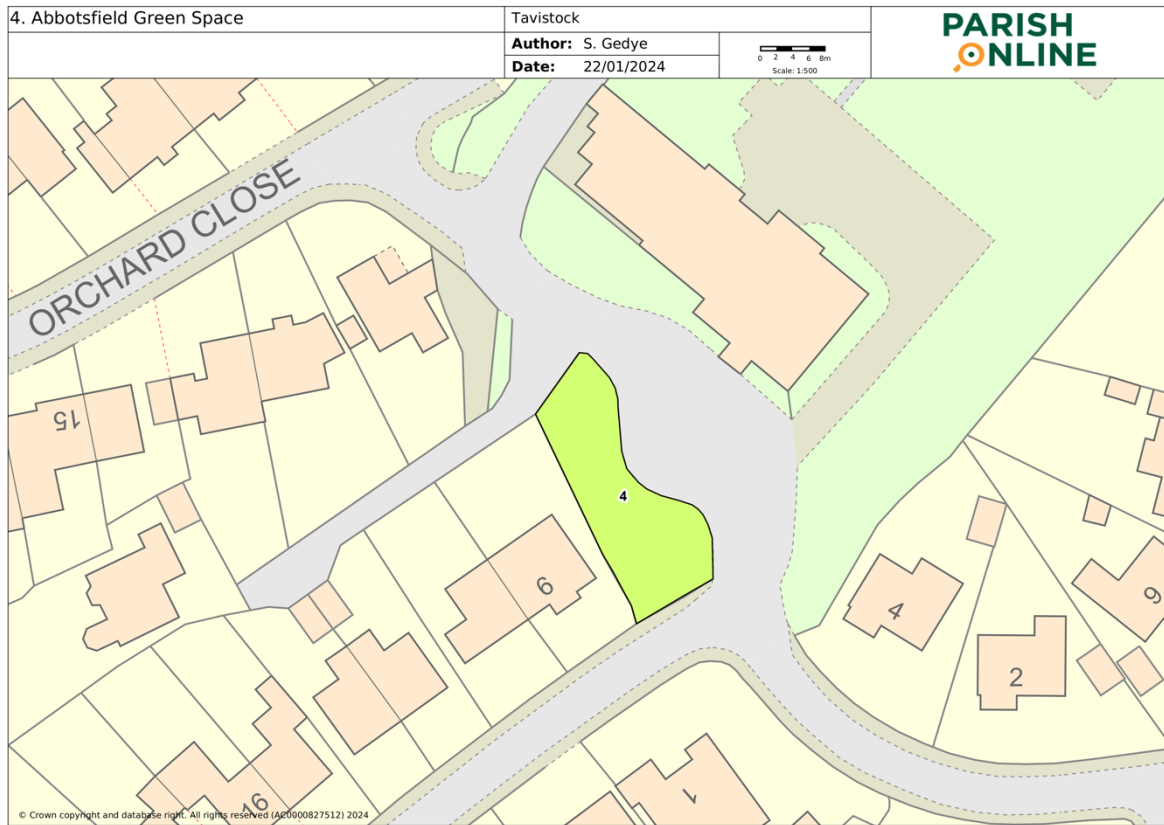 4. Abbotsfield Green Space
Tavistock
Author: S. Gedye
Date: 22/01/2024
0 2 4 6 8m
Scale: 1:500
PARISH
ONLINE
ORCHARD CLOSE
15
4
6
4
2
9
16
1
© Crown copyright and database right. All rights reserved (AC0000827512) 2024